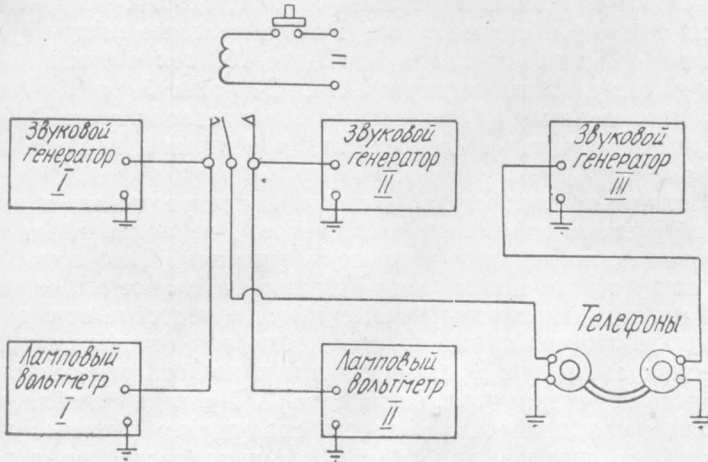 Звуковой
генератор
I
Звуковой
генератор
II
Звуковой
генератор
III
Телефоны
Ламповый
вольтметр
I
Ламповый
вольтметр
II